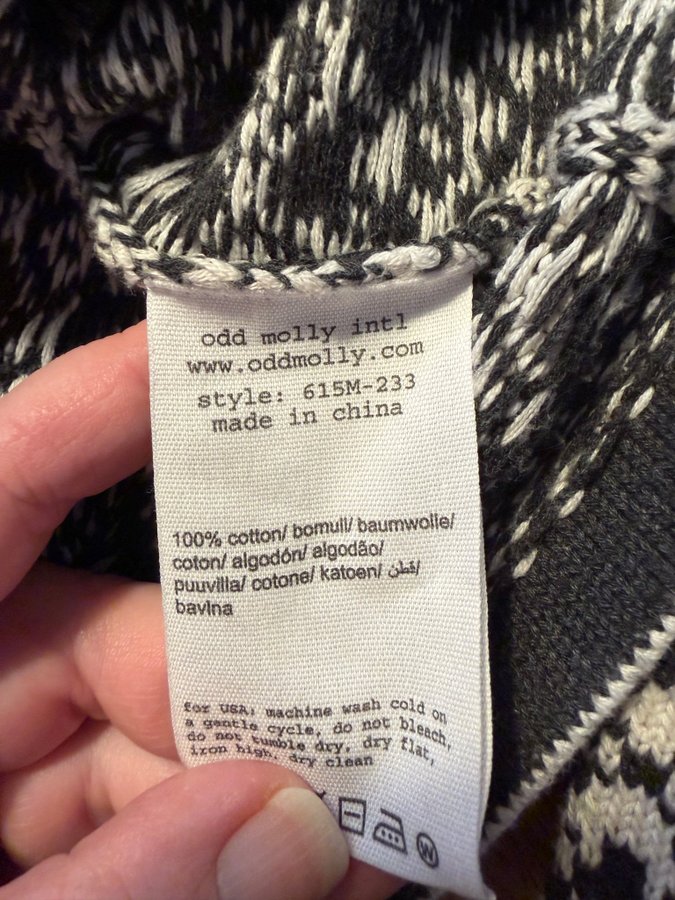 odd molly intl
www.oddmolly.com
style: 615M-233
made in china
100% cotton/ bomull/ baumwolle/
coton/ algodón/ algodão/
puuvilla/ cotone/ katoen/ قطن/
bavlna
for USA: machine wash cold on
a gentle cycle, do not bleach,
do not tumble dry, dry flat,
iron high, dry clean
W